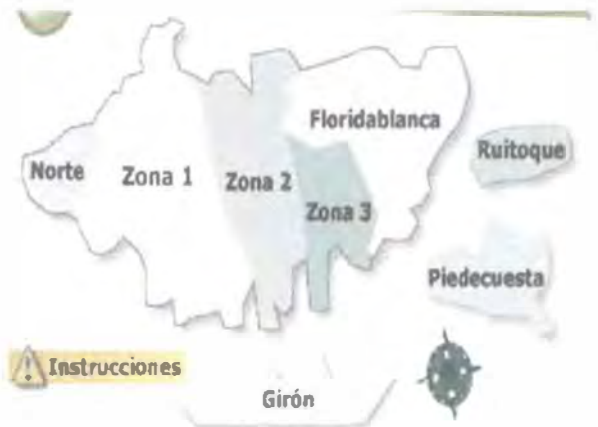 Floridablanca
Ruitoque
Norte
Zona 1
Zona 2
Zona 3
Piedecuesta
Instrucciones
Girón